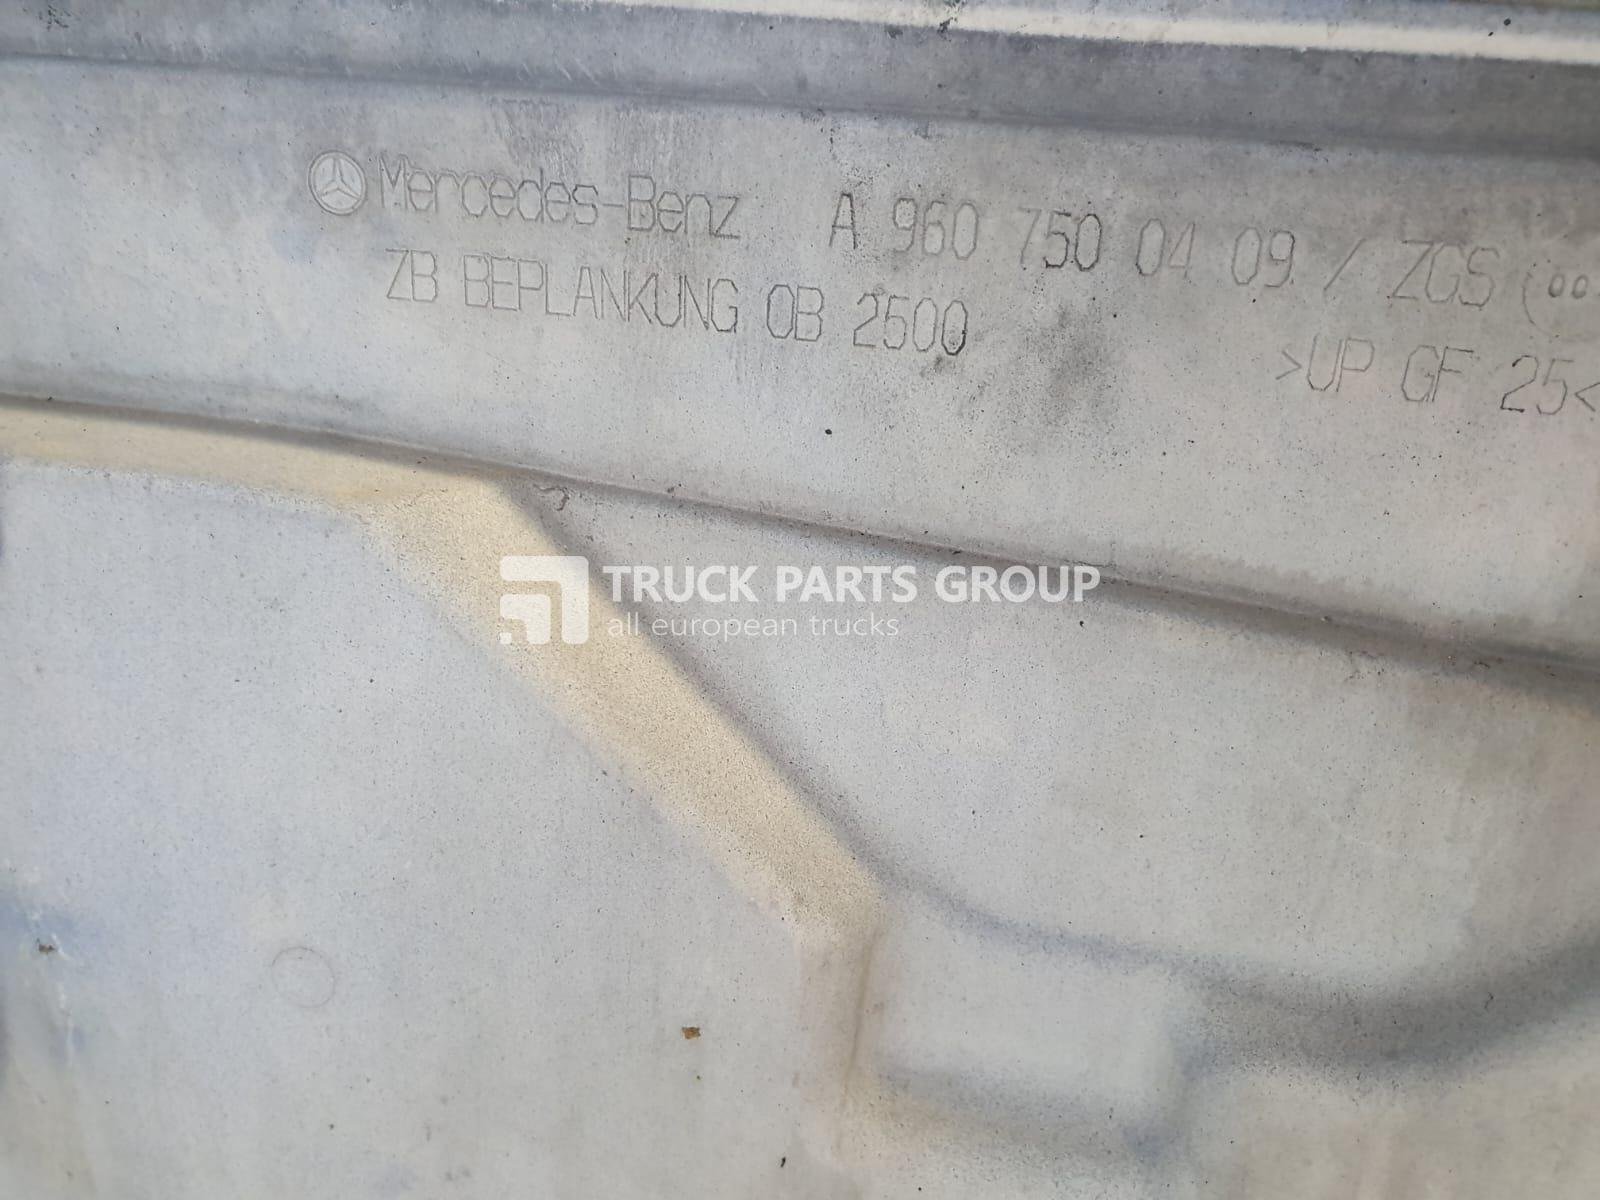 Mercedes-Benz A 960 750 04 09 / ZGS
ZB BEPLANKUNG OB 2500
>UP GF 25<
TRUCK PARTS GROUP
all european trucks